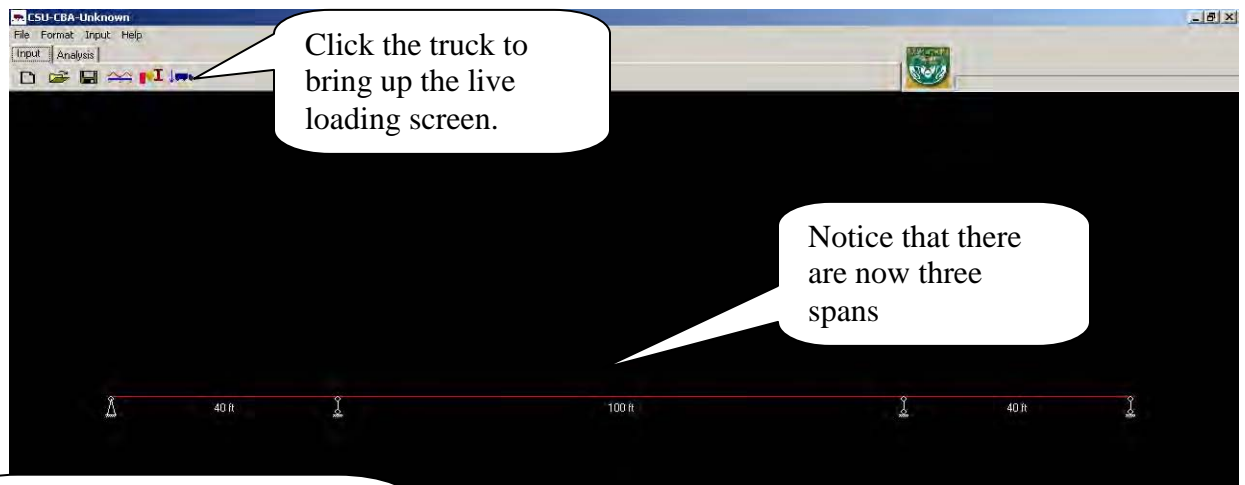 CSU-CBA-Unknown
File Format Input Help
Input Analysis
Click the truck to
bring up the live
loading screen.
Notice that there
are now three
spans
40 ft 100 ft 40 ft